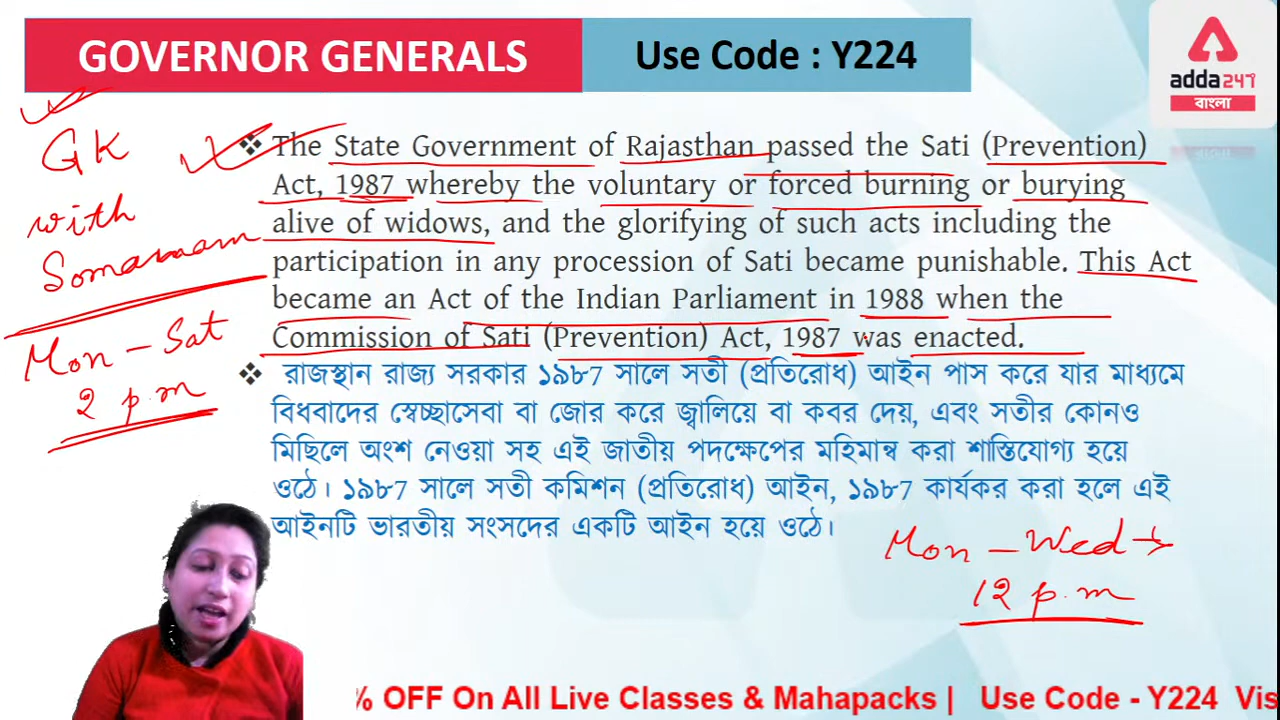 GOVERNOR GENERALS
Use Code : Y224
adda247
বাংলা
GK
with
Mon - Sat
2 p.m
❖ The State Government of Rajasthan passed the Sati (Prevention)
Act, 1987 whereby the voluntary or forced burning or burying
alive of widows, and the glorifying of such acts including the
participation in any procession of Sati became punishable. This Act
became an Act of the Indian Parliament in 1988 when the
Commission of Sati (Prevention) Act, 1987 was enacted.
❖ রাজস্থান রাজ্য সরকার ১৯৮7 সালে সতী (প্রতিরোধ) আইন পাস করে যার মাধ্যমে
বিধবাদের স্বেচ্ছাসেবা বা জোর করে জ্বালিয়ে বা কবর দেয়, এবং সতীর কোনও
মিছিলে অংশ নেওয়া সহ এই জাতীয় পদক্ষেপের মহিমান্ব করা শাস্তিযোগ্য হয়ে
ওঠে। ১৯৮7 সালে সতী কমিশন (প্রতিরোধ) আইন, ১৯৮7 কার্যকর করা হলে এই
আইনটি ভারতীয় সংসদের একটি আইন হয়ে ওঠে।
Mon - Wed →
12 p.m
% OFF On All Live Classes & Mahapacks | Use Code - Y224 Vis